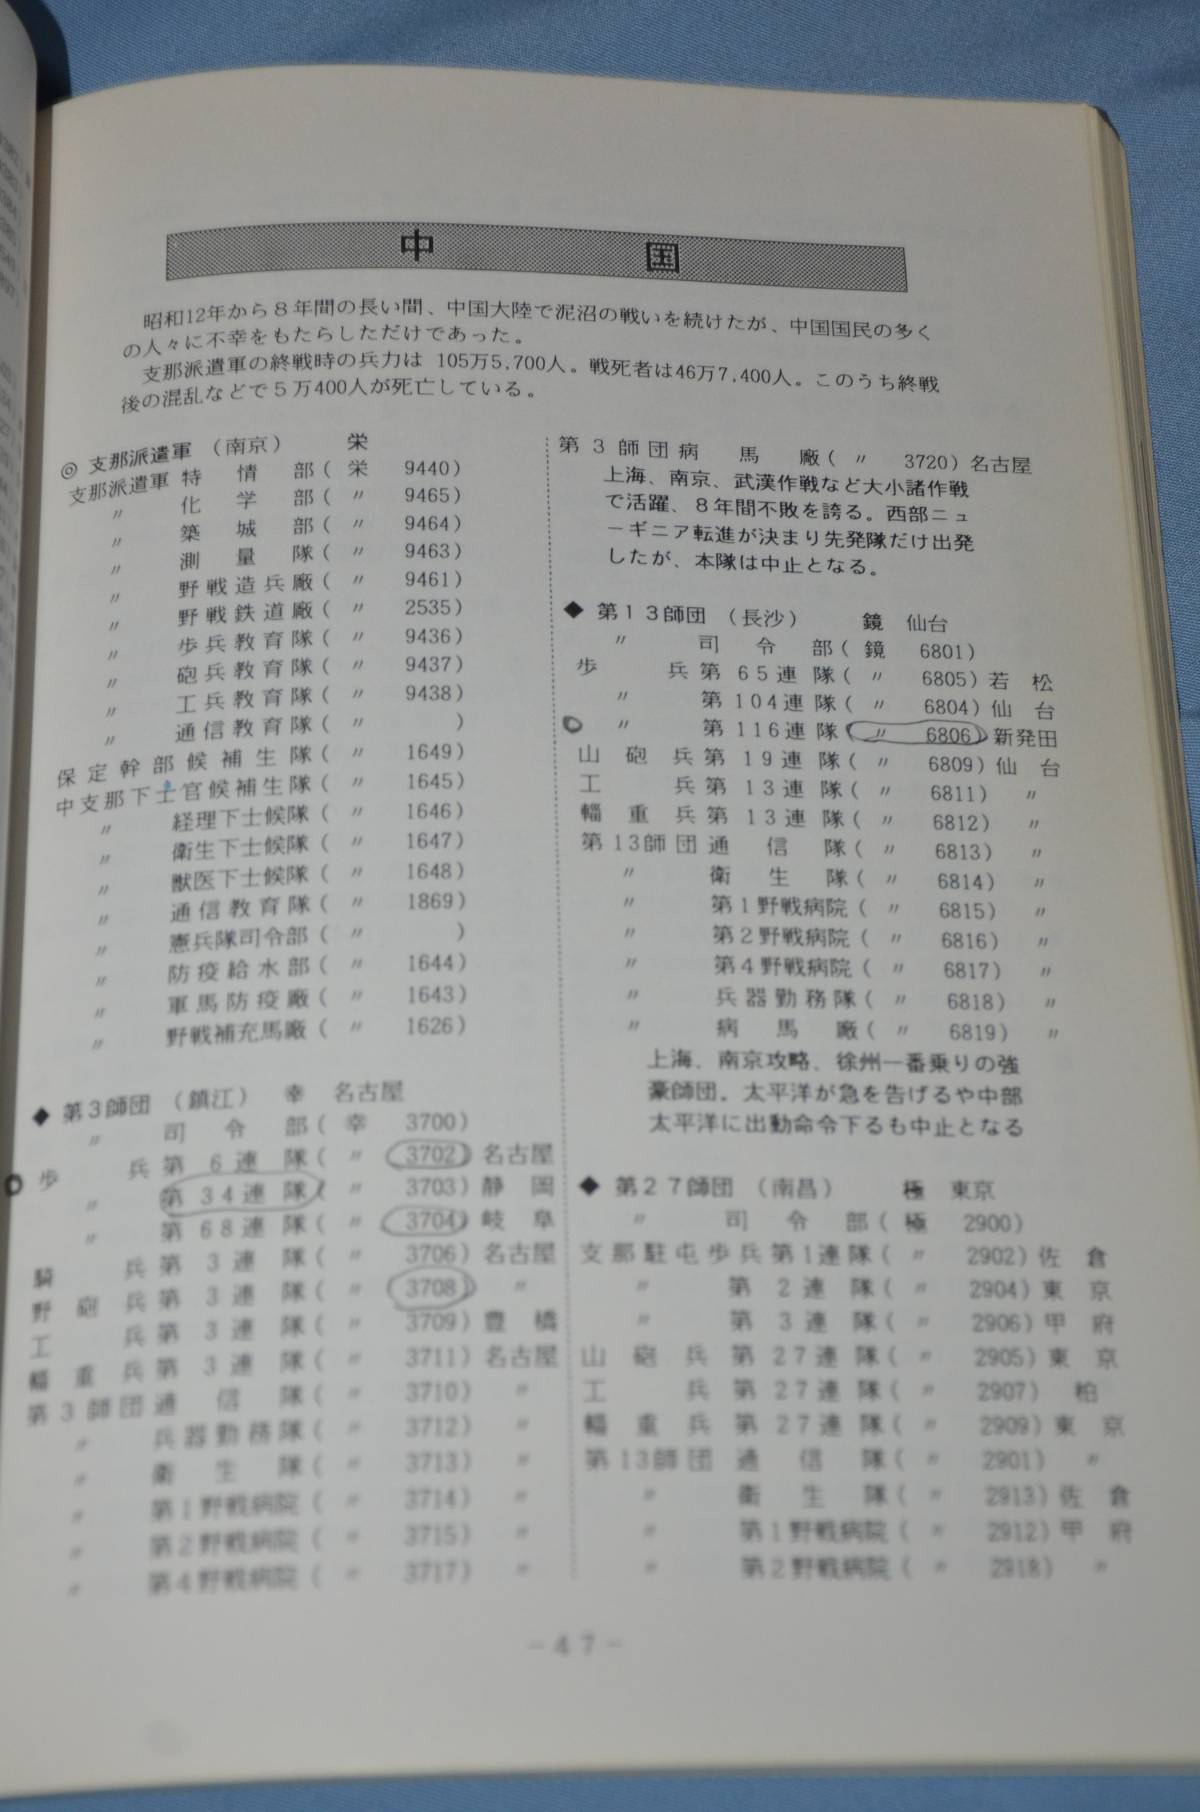 中国
昭和12年から８年間の長い間、中国大陸で泥沼の戦いを続けたが、中国国民の多く
の人々に不幸をもたらしただけであった。
支那派遣軍の終戦時の兵力は 105万5,700人。戦死者は46万7,400人。このうち終戦
後の混乱などで５万400人が死亡している。
◎ 支那派遣軍 （南京） 栄
支那派遣軍 特情部 ( 栄 9440)
〃 化学部 ( 〃 9465)
〃 築城部 ( 〃 9464)
〃 測量隊 ( 〃 9463)
〃 野戦造兵廠 ( 〃 9461)
〃 野戦鉄道廠 ( 〃 2535)
〃 歩兵教育隊 ( 〃 9436)
〃 砲兵教育隊 ( 〃 9437)
〃 工兵教育隊 ( 〃 9438)
〃 通信教育隊 ( 〃 )
保定幹部候補生隊 ( 〃 1649)
中支那下士官候補生隊 ( 〃 1645)
〃 経理下士候隊 ( 〃 1646)
〃 衛生下士候隊 ( 〃 1647)
〃 獣医下士候隊 ( 〃 1648)
〃 通信教育隊 ( 〃 1869)
〃 憲兵隊司令部 ( 〃 )
〃 防疫給水部 ( 〃 1644)
〃 軍馬防疫廠 ( 〃 1643)
〃 野戦補充馬廠 ( 〃 1626)
◆ 第３師団 （鎮江） 幸 名古屋
〃 司令部 ( 幸 3700)
歩兵第６連隊 ( 〃 3702) 名古屋
〃 第34連隊 ( 〃 3703) 静岡
〃 第68連隊 ( 〃 3704) 岐阜
騎兵第３連隊 ( 〃 3706) 名古屋
野砲兵第３連隊 ( 〃 3708) 〃
工兵第３連隊 ( 〃 3709) 豊橋
輜重兵第３連隊 ( 〃 3711) 名古屋
第３師団通信隊 ( 〃 3710) 〃
〃 兵器勤務隊 ( 〃 3712) 〃
〃 衛生隊 ( 〃 3713) 〃
〃 第１野戦病院 ( 〃 3714) 〃
〃 第２野戦病院 ( 〃 3715) 〃
〃 第４野戦病院 ( 〃 3717) 〃
第３師団病馬廠 ( 〃 3720) 名古屋
上海、南京、武漢作戦など大小諸作戦
で活躍、８年間不敗を誇る。西部ニュ
ーギニア転進が決まり先発隊だけ出発
したが、本隊は中止となる。
◆ 第１３師団 （長沙） 鏡 仙台
〃 司令部 ( 鏡 6801)
歩兵第65連隊 ( 〃 6805) 若松
〃 第104連隊 ( 〃 6804) 仙台
〃 第116連隊 ( 〃 6806) 新発田
山砲兵第19連隊 ( 〃 6809) 仙台
工兵第13連隊 ( 〃 6811) 〃
輜重兵第13連隊 ( 〃 6812) 〃
第13師団通信隊 ( 〃 6813) 〃
〃 衛生隊 ( 〃 6814) 〃
〃 第１野戦病院 ( 〃 6815) 〃
〃 第２野戦病院 ( 〃 6816) 〃
〃 第４野戦病院 ( 〃 6817) 〃
〃 兵器勤務隊 ( 〃 6818) 〃
〃 病馬廠 ( 〃 6819) 〃
上海、南京攻略、徐州一番乗りの強
豪師団。太平洋が急を告げるや中部
太平洋に出動命令下るも中止となる
◆ 第２７師団 （南昌） 極 東京
〃 司令部 ( 極 2900)
支那駐屯歩兵第1連隊 ( 〃 2902) 佐倉
〃 第２連隊 ( 〃 2904) 東京
〃 第３連隊 ( 〃 2906) 甲府
山砲兵第27連隊 ( 〃 2905) 東京
工兵第27連隊 ( 〃 2907) 柏
輜重兵第27連隊 ( 〃 2909) 東京
第13師団通信隊 ( 〃 2901) 〃
〃 衛生隊 ( 〃 2913) 佐倉
〃 第１野戦病院 ( 〃 2912) 甲府
〃 第２野戦病院 ( 〃 2918) 〃
－４７－